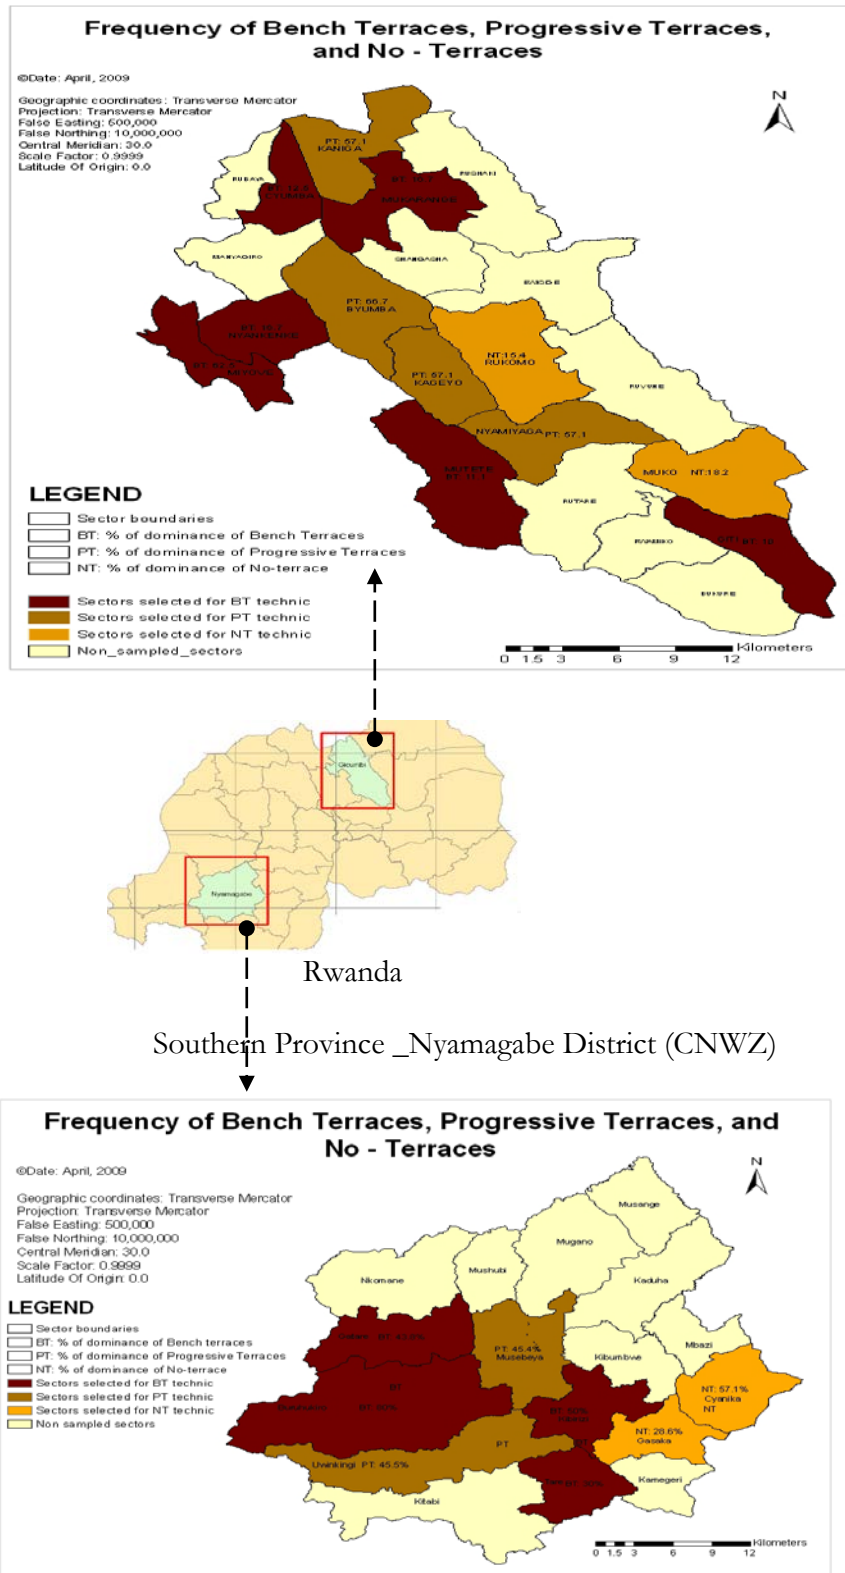 Frequency of Bench Terraces, Progressive Terraces,
and No - Terraces
©Date: April, 2009
Geographic coordinates: Transverse Mercator
Projection: Transverse Mercator
False Easting: 500,000
False Northing: 10,000,000
Central Meridian: 30.0
Scale Factor: 0.9999
Latitude Of Origin: 0.0
N
PT: 57.1
KANIGA
RUBAYA
BT: 12.5
CYUMBA
MUKARANGE
MANYAGIRO
PT: 66.7
BYUMBA
NYANKENKE
MIYOVE
NT:15.4
RUKOMO
PT: 57.1
KAGEYO
NYAMIYAGA PT: 57.1
MUTETE
BT: 11.1
MUKO NT:18.2
RUTARE
GITI BT: 10
LEGEND
Sector boundaries
BT: % of dominance of Bench Terraces
PT: % of dominance of Progressive Terraces
NT: % of dominance of No-terrace
Sectors selected for BT technic
Sectors selected for PT technic
Sectors selected for NT technic
Non_sampled_sectors
Kilometers
0 1.5 3 6 9 12
Gicumbi
Nyamagabe
Rwanda
Southern Province _Nyamagabe District (CNWZ)
Frequency of Bench Terraces, Progressive Terraces, and
No - Terraces
©Date: April, 2009
N
Geographic coordinates: Transverse Mercator
Projection: Transverse Mercator
False Easting: 500,000
False Northing: 10,000,000
Central Meridian: 30.0
Scale Factor: 0.9999
Latitude Of Origin: 0.0
Musange
Mugano
Mushubi
Nkomane
Kaduha
LEGEND
Sector boundaries
BT: % of dominance of Bench terraces
PT: % of dominance of Progressive Terraces
NT: % of dominance of No-terrace
Sectors selected for BT technic
Sectors selected for PT technic
Sectors selected for NT technic
Non sampled sectors
Mbazi
PT: 45.4%
Musebeya
Kibumbwe
NT: 57.1%
Cyanika
NT
BT
NT: 28.6%
Gasaka
PT
Uwinkingi PT: 45.5%
Kamegeri
Kitabi
Kilometers
0 1.5 3 6 9 12